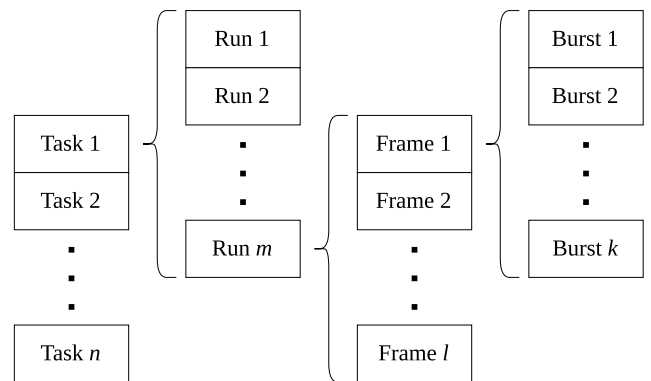 Task 1
Task 2
Task n
Run 1
Run 2
Run m
Frame 1
Frame 2
Frame l
Burst 1
Burst 2
Burst k